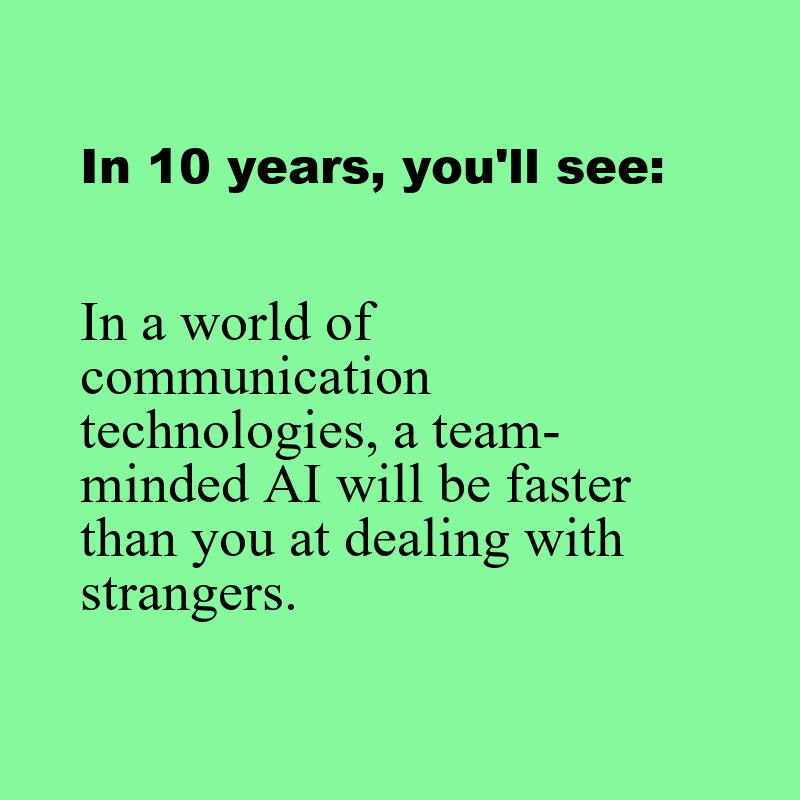 In 10 years, you'll see:
In a world of
communication
technologies, a team-
minded AI will be faster
than you at dealing with
strangers.